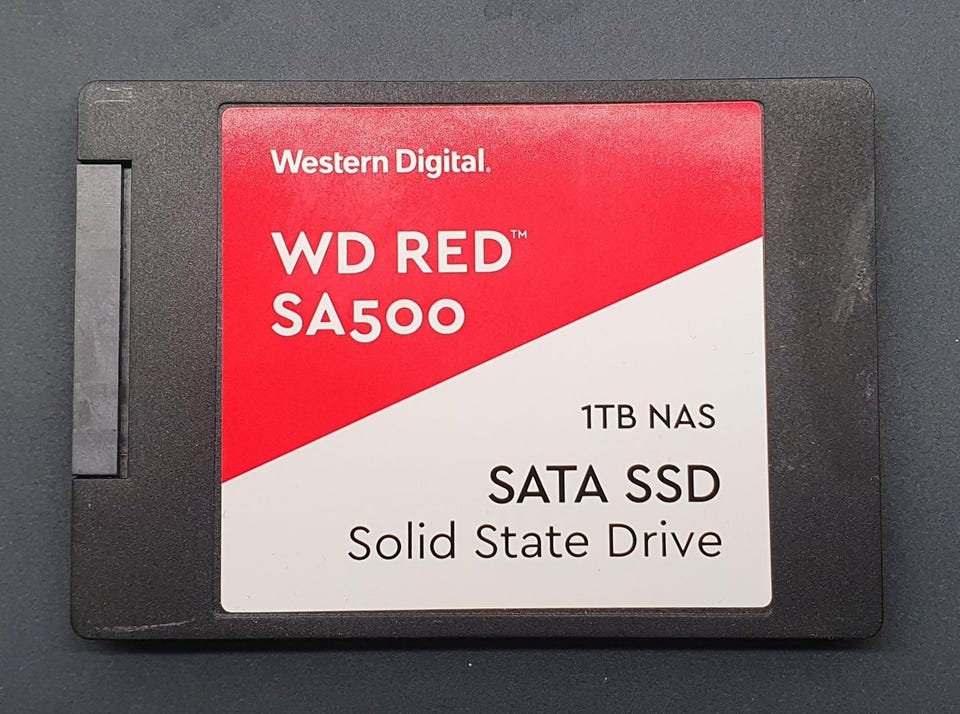 Western Digital.
WD RED™
SA500
1TB NAS
SATA SSD
Solid State Drive